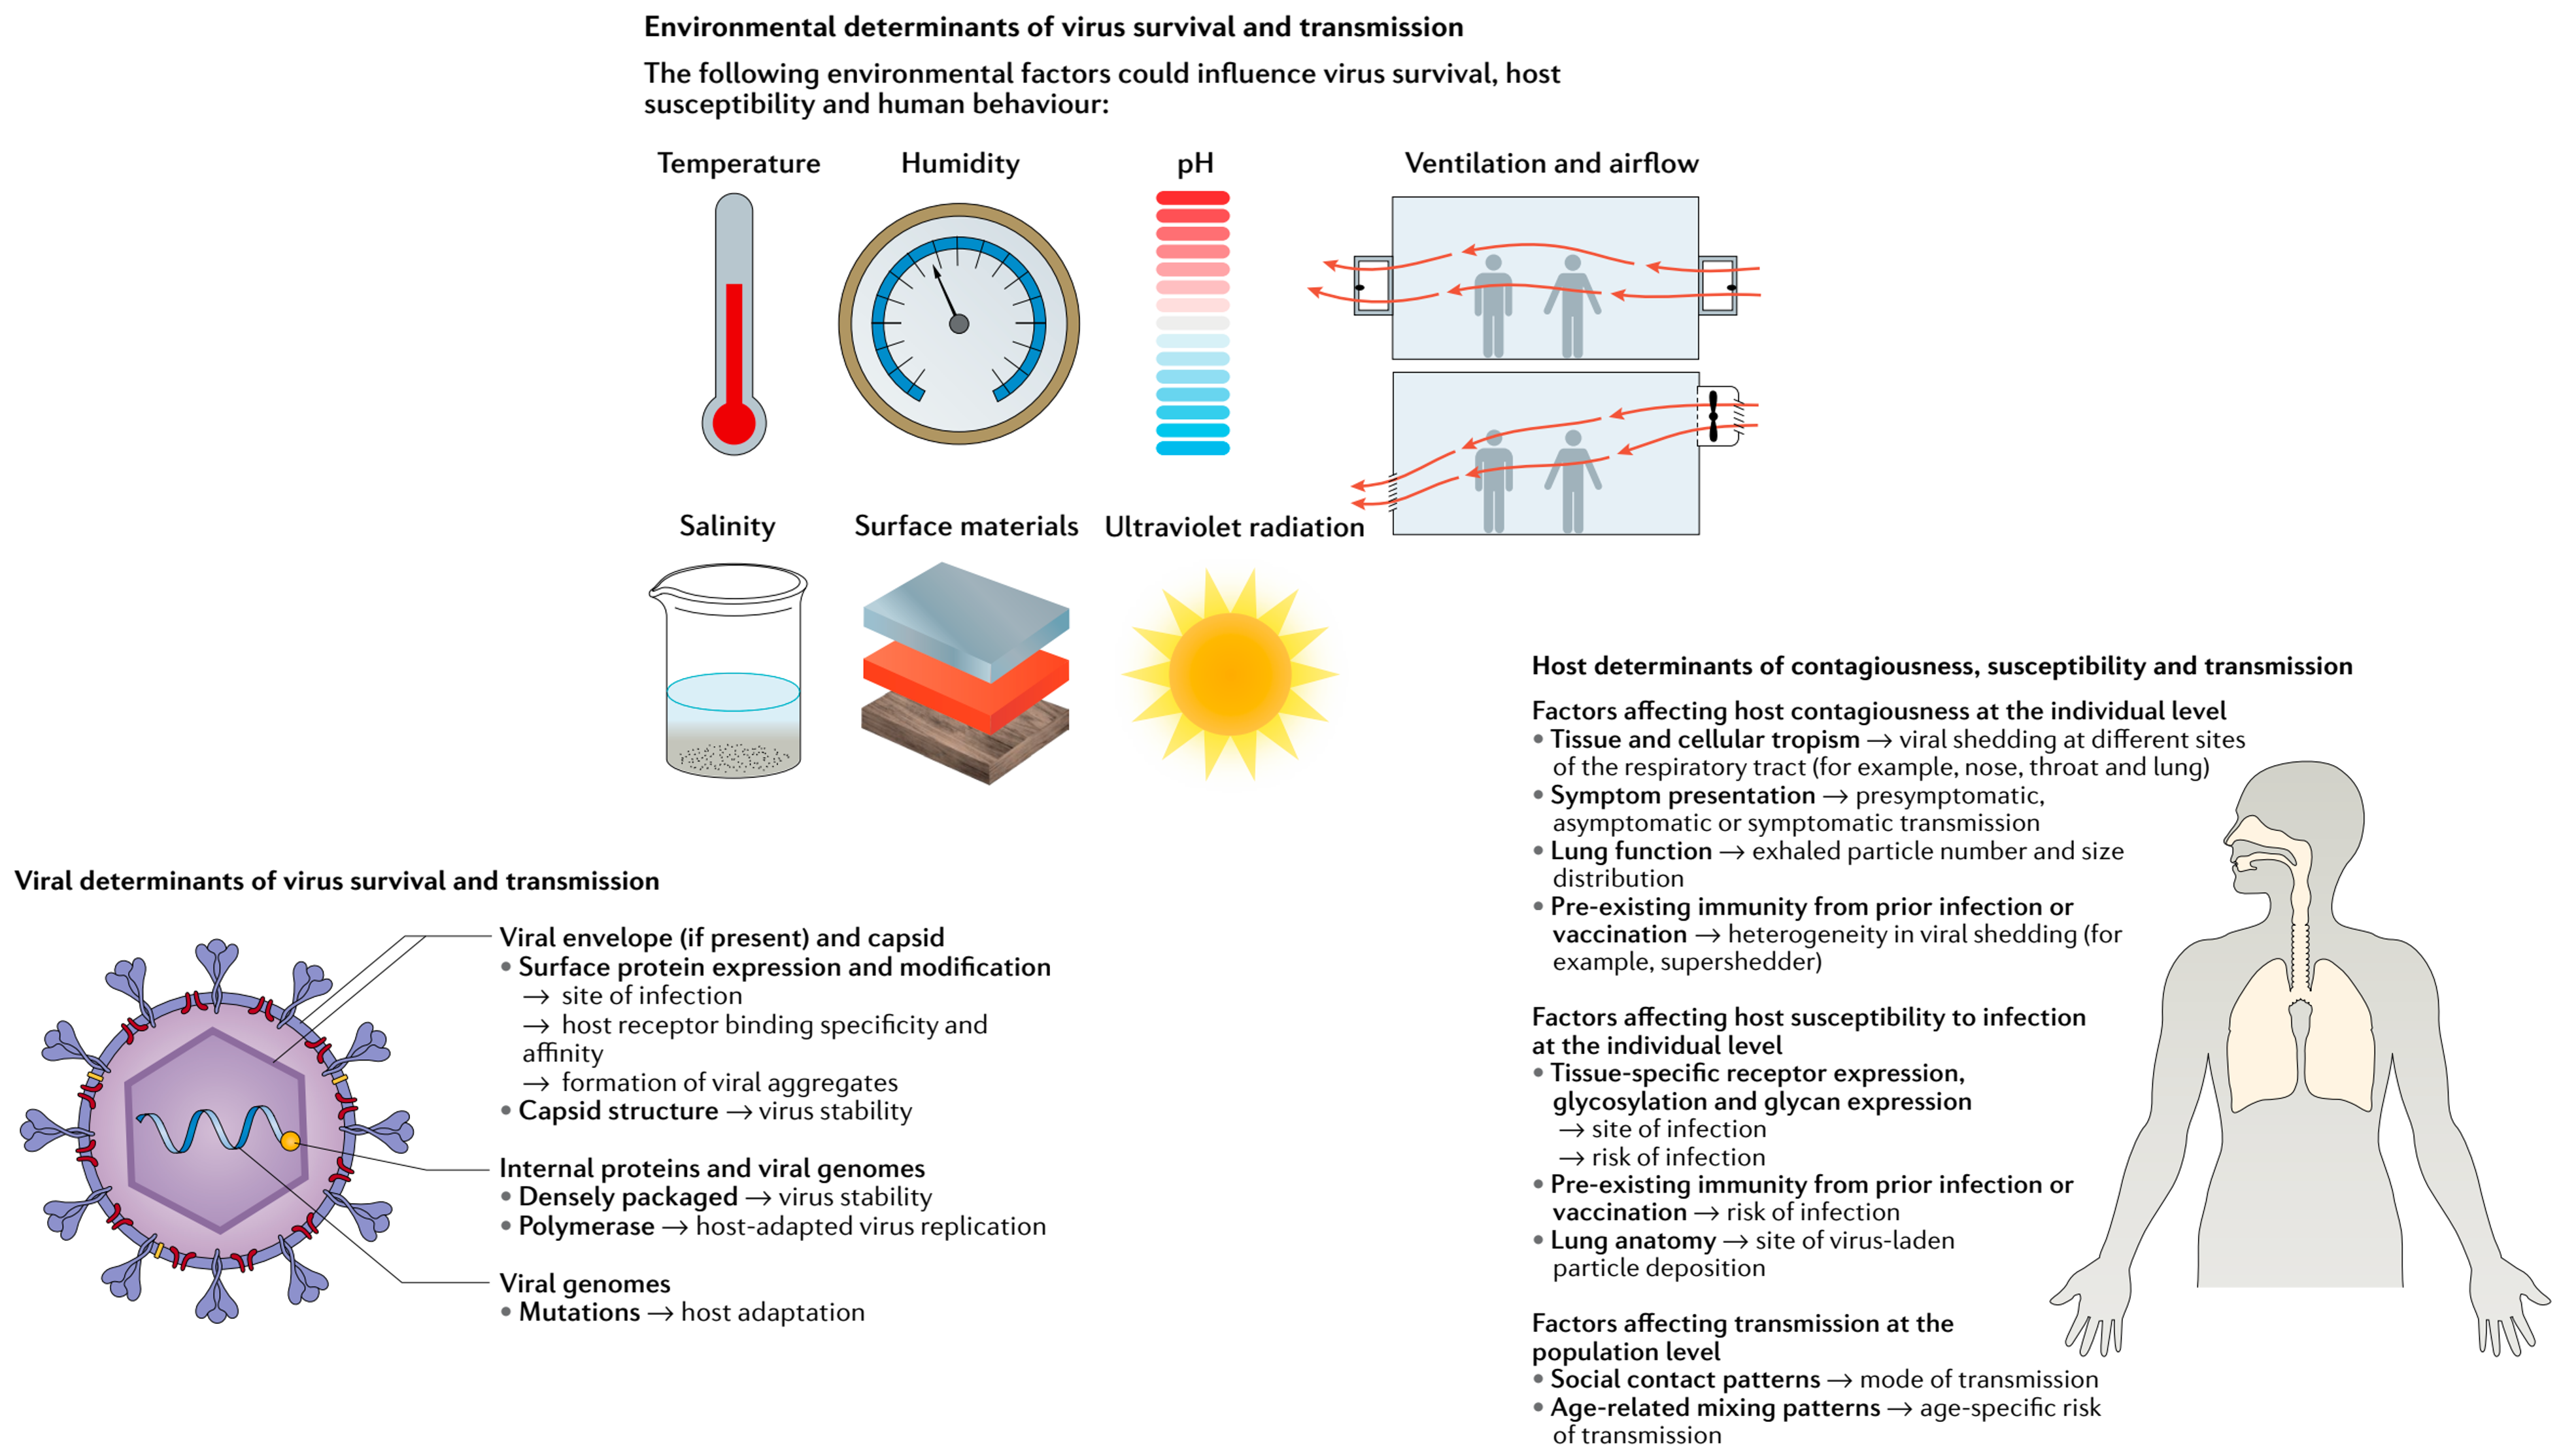 Environmental determinants of virus survival and transmission
The following environmental factors could influence virus survival, host
susceptibility and human behaviour:
Temperature
Humidity
pH
Ventilation and airflow
Salinity
Surface materials
Ultraviolet radiation
Viral determinants of virus survival and transmission
Viral envelope (if present) and capsid
• Surface protein expression and modification
→ site of infection
→ host receptor binding specificity and
affinity
→ formation of viral aggregates
• Capsid structure → virus stability
Internal proteins and viral genomes
• Densely packaged → virus stability
• Polymerase → host-adapted virus replication
Viral genomes
• Mutations → host adaptation
Host determinants of contagiousness, susceptibility and transmission
Factors affecting host contagiousness at the individual level
• Tissue and cellular tropism → viral shedding at different sites
of the respiratory tract (for example, nose, throat and lung)
• Symptom presentation → presymptomatic,
asymptomatic or symptomatic transmission
• Lung function → exhaled particle number and size
distribution
• Pre-existing immunity from prior infection or
vaccination → heterogeneity in viral shedding (for
example, supershedder)
Factors affecting host susceptibility to infection
at the individual level
• Tissue-specific receptor expression,
glycosylation and glycan expression
→ site of infection
→ risk of infection
• Pre-existing immunity from prior infection or
vaccination → risk of infection
• Lung anatomy → site of virus-laden
particle deposition
Factors affecting transmission at the
population level
• Social contact patterns → mode of transmission
• Age-related mixing patterns → age-specific risk
of transmission